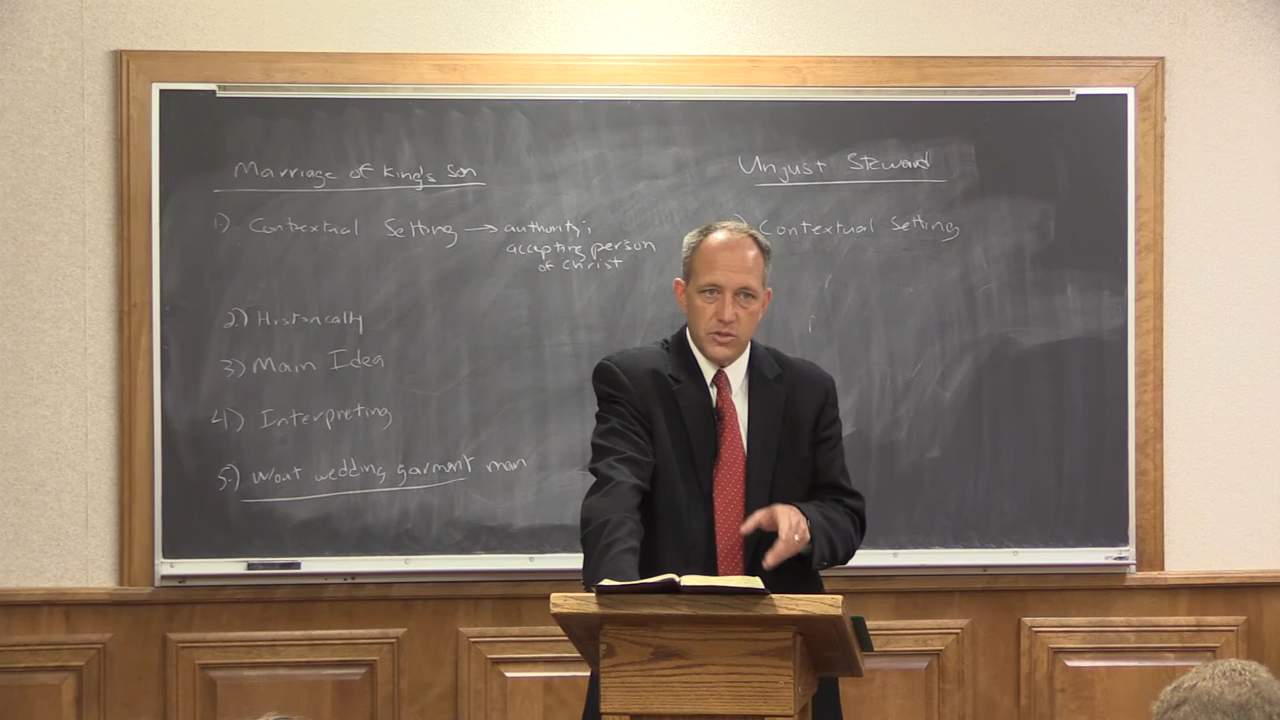 Marriage of King's Son
1.) Contextual Setting → authority;
accepting person
of Christ
2.) Historically
3.) Main Idea
4.) Interpreting
5.) w/out wedding garment man
Unjust Steward
Contextual Setting